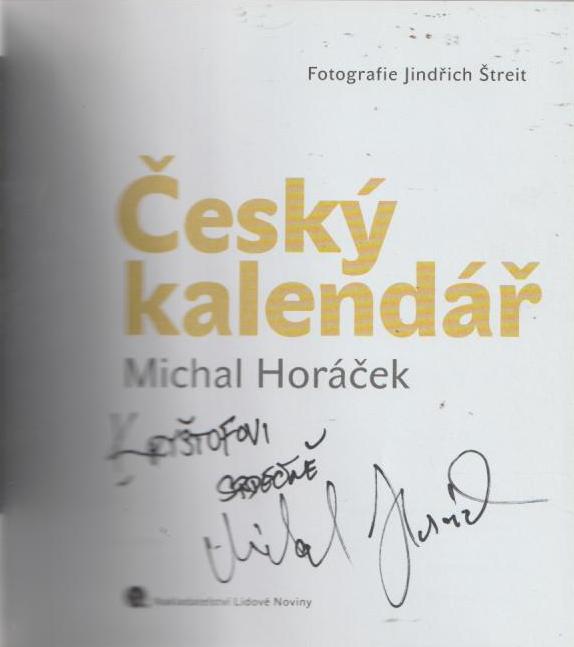 Fotografie Jindřich Štreit
Český
kalendář
Michal Horáček
Kryštofovi
SRDEČNĚ
Michal Horáček
Nakladatelství Lidové Noviny